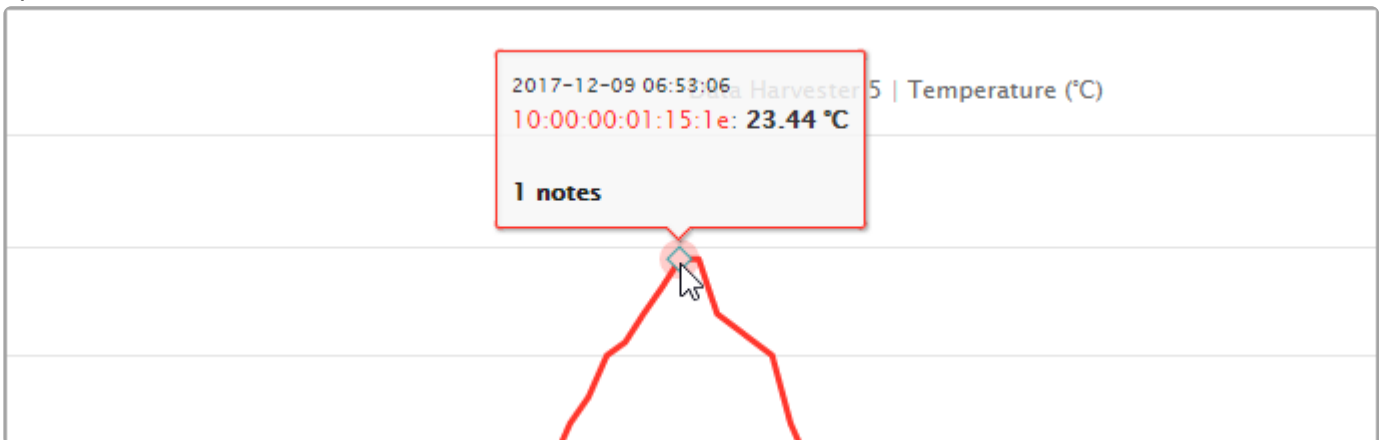 2017-12-09 06:53:06
Data Harvester 5 | Temperature (°C)
10:00:00:01:15:1e: 23.44 °C
1 notes